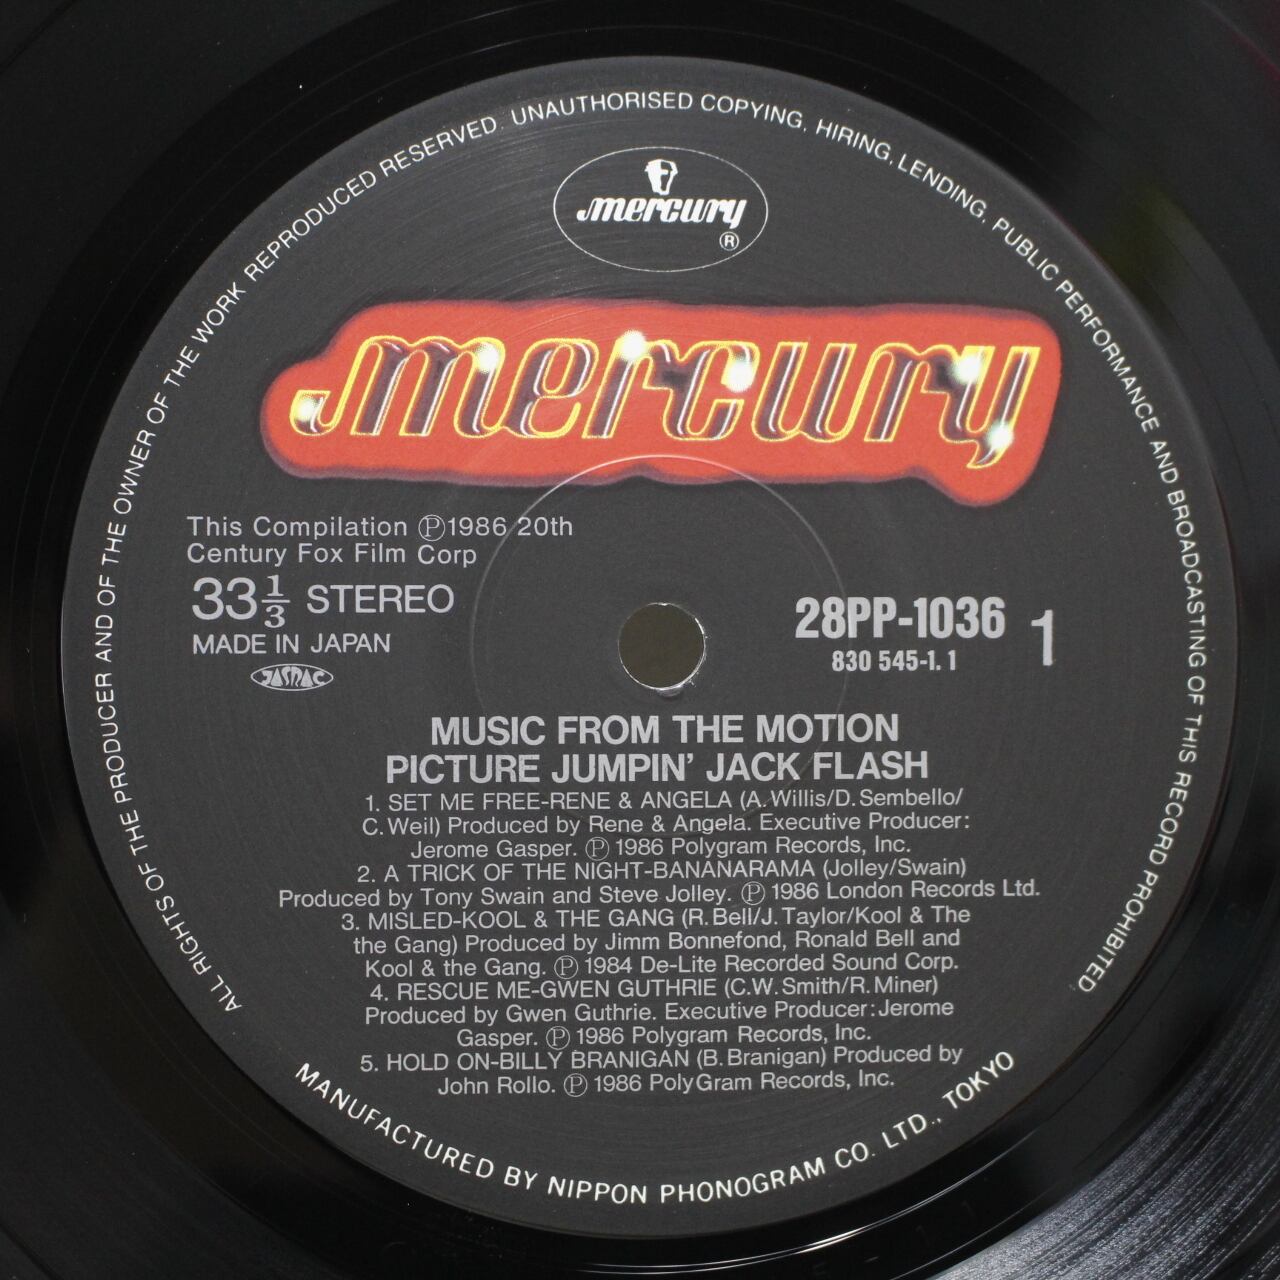 ALL RIGHTS OF THE PRODUCER AND OF THE OWNER OF THE WORK REPRODUCED RESERVED. UNAUTHORISED COPYING, HIRING, LENDING, PUBLIC PERFORMANCE AND BROADCASTING OF THIS RECORD PROHIBITED
mercury
®
mercury
This Compilation Ⓟ1986 20th
Century Fox Film Corp
33 1/3 STEREO
MADE IN JAPAN
JASRAC
28PP-1036 1
830 545-1. 1
MUSIC FROM THE MOTION
PICTURE JUMPIN' JACK FLASH
1. SET ME FREE-RENE & ANGELA (A. Willis/D. Sembello/
C. Weil) Produced by Rene & Angela. Executive Producer:
Jerome Gasper. Ⓟ 1986 Polygram Records, Inc.
2. A TRICK OF THE NIGHT-BANANARAMA (Jolley/Swain)
Produced by Tony Swain and Steve Jolley. Ⓟ 1986 London Records Ltd.
3. MISLED-KOOL & THE GANG (R. Bell/J. Taylor/Kool & The
the Gang) Produced by Jimm Bonnefond, Ronald Bell and
Kool & the Gang. Ⓟ 1984 De-Lite Recorded Sound Corp.
4. RESCUE ME-GWEN GUTHRIE (C.W. Smith/R. Miner)
Produced by Gwen Guthrie. Executive Producer: Jerome
Gasper. Ⓟ 1986 Polygram Records, Inc.
5. HOLD ON-BILLY BRANIGAN (B. Branigan) Produced by
John Rollo. Ⓟ 1986 PolyGram Records, Inc.
MANUFACTURED BY NIPPON PHONOGRAM CO. LTD., TOKYO